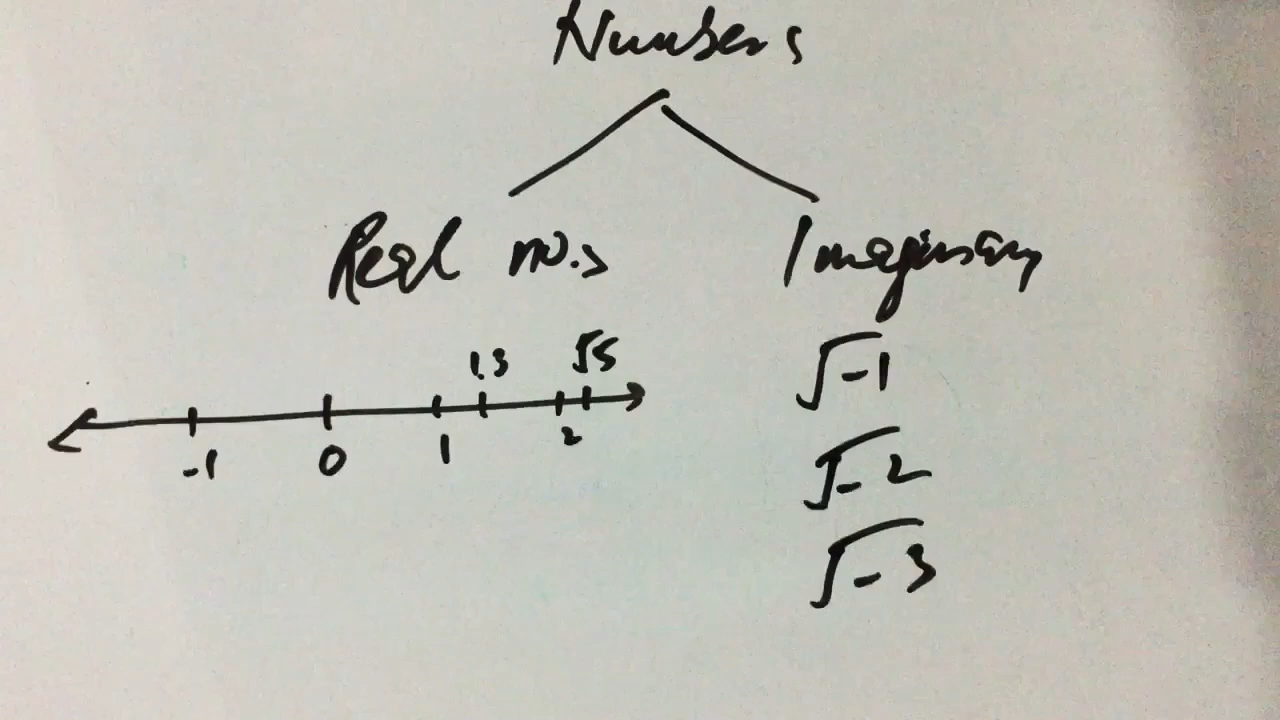 Numbers
Real no.s
Imaginary
1.3 √5
-1 0 1 2
√-1
√-2
√-3